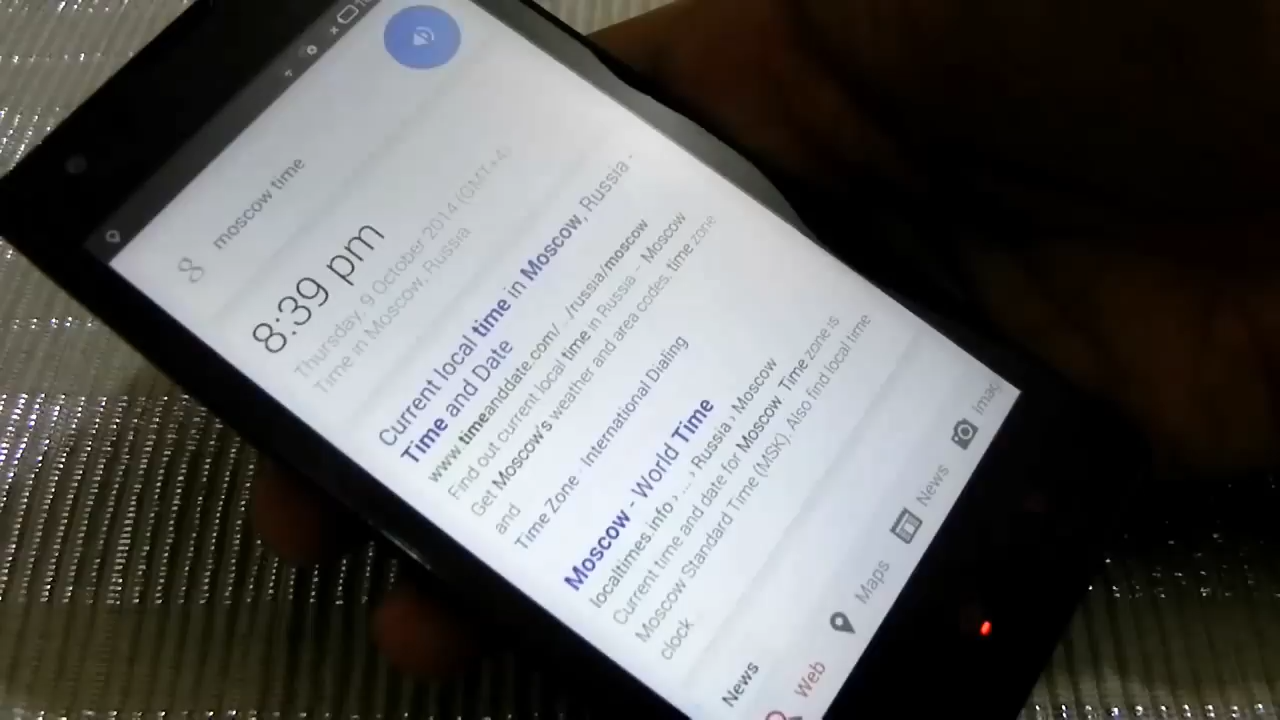 g moscow time
8:39 pm
Thursday, 9 October 2014 (GMT+4)
Time in Moscow, Russia
Current local time in Moscow, Russia -
Time and Date
www.timeanddate.com/.../russia/moscow
Find out current local time in Russia - Moscow
Get Moscow's weather and area codes, time zone
and
Time Zone - International Dialing
Moscow - World Time
localtimes.info › ... › Russia › Moscow
Current time and date for Moscow. Time zone is
Moscow Standard Time (MSK). Also find local time
clock
News
Web
Maps
News
Imag